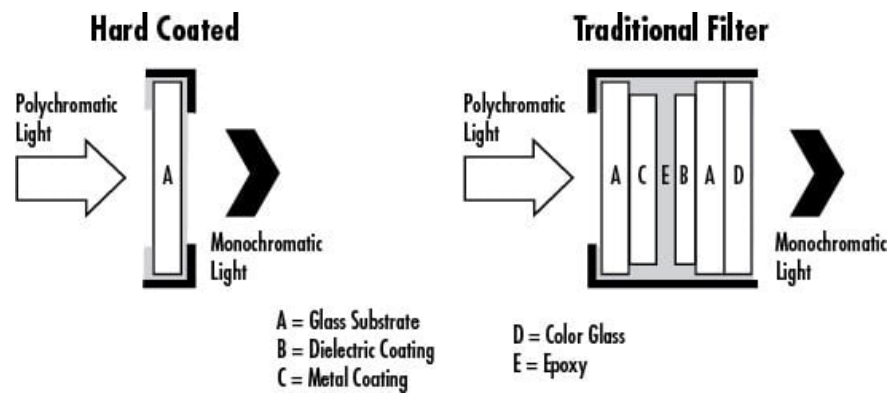 Hard Coated
Polychromatic
Light
A
Monochromatic
Light
Traditional Filter
Polychromatic
Light
A C E B A D
Monochromatic
Light
A = Glass Substrate
B = Dielectric Coating
C = Metal Coating
D = Color Glass
E = Epoxy